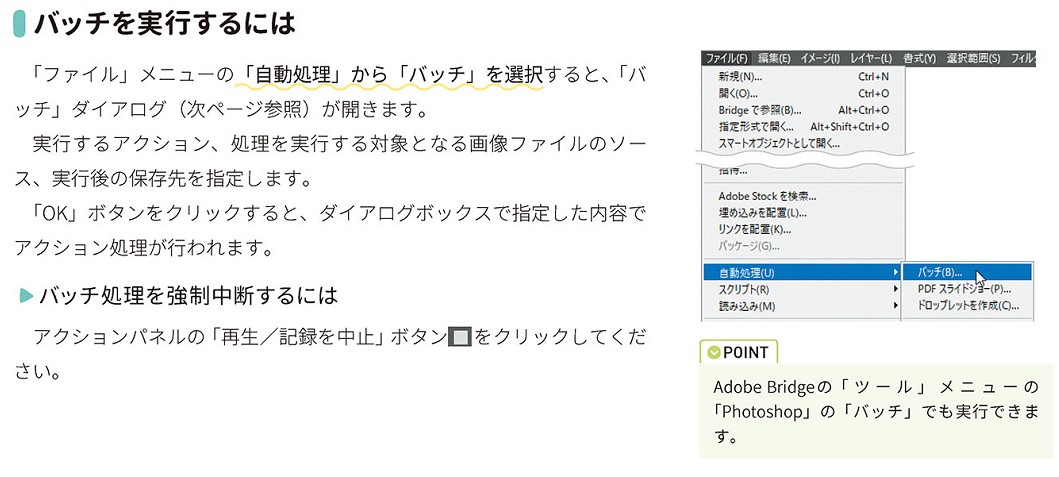 バッチを実行するには
「ファイル」メニューの「自動処理」から「バッチ」を選択すると、「バ
ッチ」ダイアログ（次ページ参照）が開きます。
実行するアクション、処理を実行する対象となる画像ファイルのソー
ス、実行後の保存先を指定します。
「OK」ボタンをクリックすると、ダイアログボックスで指定した内容で
アクション処理が行われます。
バッチ処理を強制中断するには
アクションパネルの「再生／記録を中止」ボタン をクリックしてくだ
さい。
ファイル(F) 編集(E) イメージ(I) レイヤー(L) 書式(Y) 選択範囲(S) フィル
新規(N)... Ctrl+N
開く(O)... Ctrl+O
Bridge で参照(B)... Alt+Ctrl+O
指定形式で開く... Alt+Shift+Ctrl+O
スマートオブジェクトとして開く...
招待...
Adobe Stock を検索...
埋め込みを配置(L)...
リンクを配置(K)...
パッケージ(G)...
自動処理(U)
スクリプト(R)
読み込み(M)
バッチ(B)...
PDF スライドショー(P)...
ドロップレットを作成(C)...
POINT
Adobe Bridgeの「ツール」メニューの
「Photoshop」の「バッチ」でも実行できま
す。